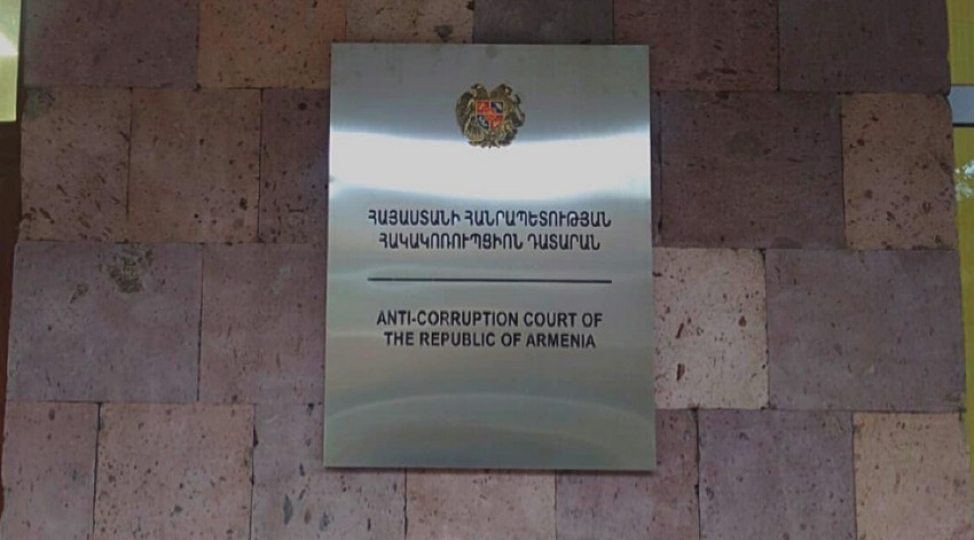 ՀԱՅԱՍՏԱՆԻ ՀԱՆՐԱՊԵՏՈՒԹՅԱՆ
ՀԱԿԱԿՈՌՈՒՊՑԻՈՆ ԴԱՏԱՐԱՆ
ANTI-CORRUPTION COURT OF
THE REPUBLIC OF ARMENIA